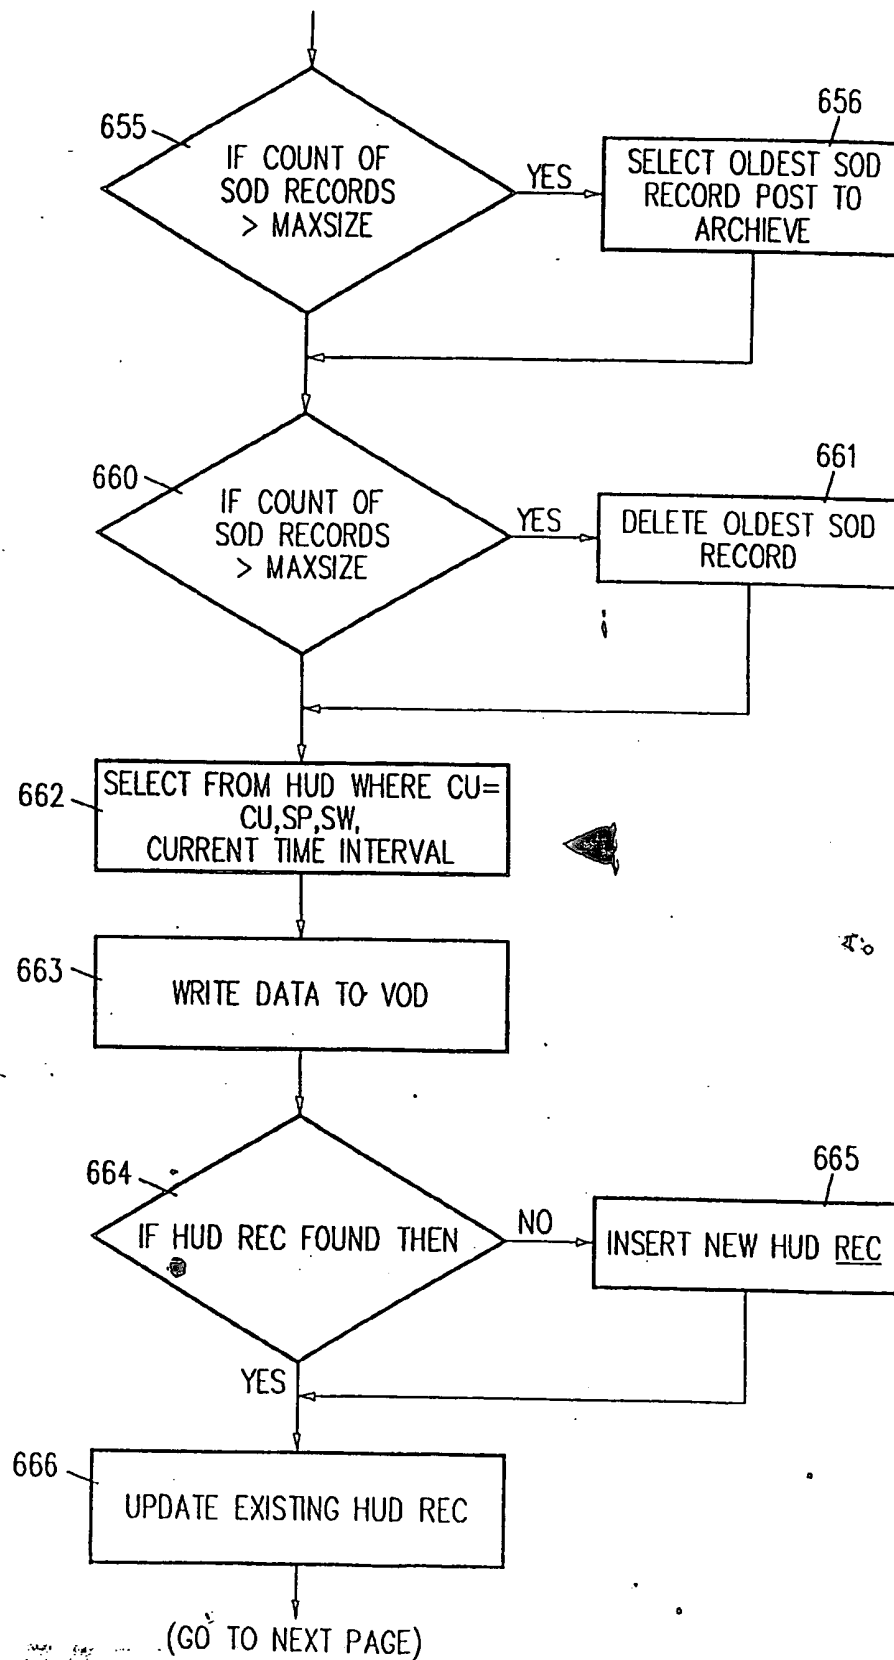 655
IF COUNT OF
SOD RECORDS
> MAXSIZE
YES
656
SELECT OLDEST SOD
RECORD POST TO
ARCHIEVE
660
IF COUNT OF
SOD RECORDS
> MAXSIZE
YES
661
DELETE OLDEST SOD
RECORD
662
SELECT FROM HUD WHERE CU=
CU,SP,SW,
CURRENT TIME INTERVAL
663
WRITE DATA TO VOD
664
IF HUD REC FOUND THEN
NO
665
INSERT NEW HUD REC
YES
666
UPDATE EXISTING HUD REC
(GO TO NEXT PAGE)